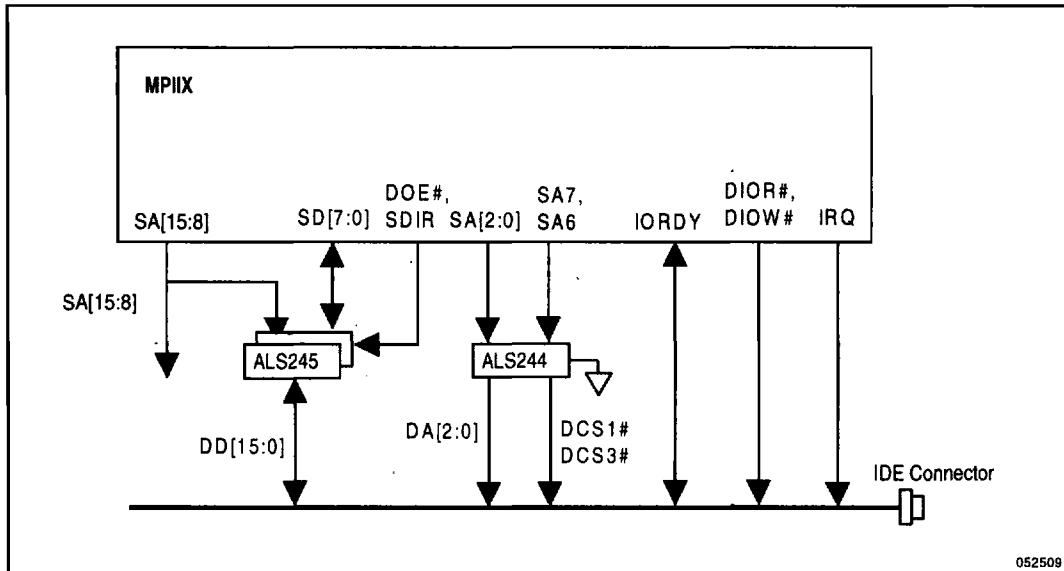 MPIIX
DOE#,
SA7,
DIOR#,
SA[15:8]
SD[7:0]
SDIR
SA[2:0]
SA6
IORDY
DIOW#
IRQ
SA[15:8]
ALS245
ALS244
DD[15:0]
DA[2:0]
DCS1#
DCS3#
IDE Connector
052509